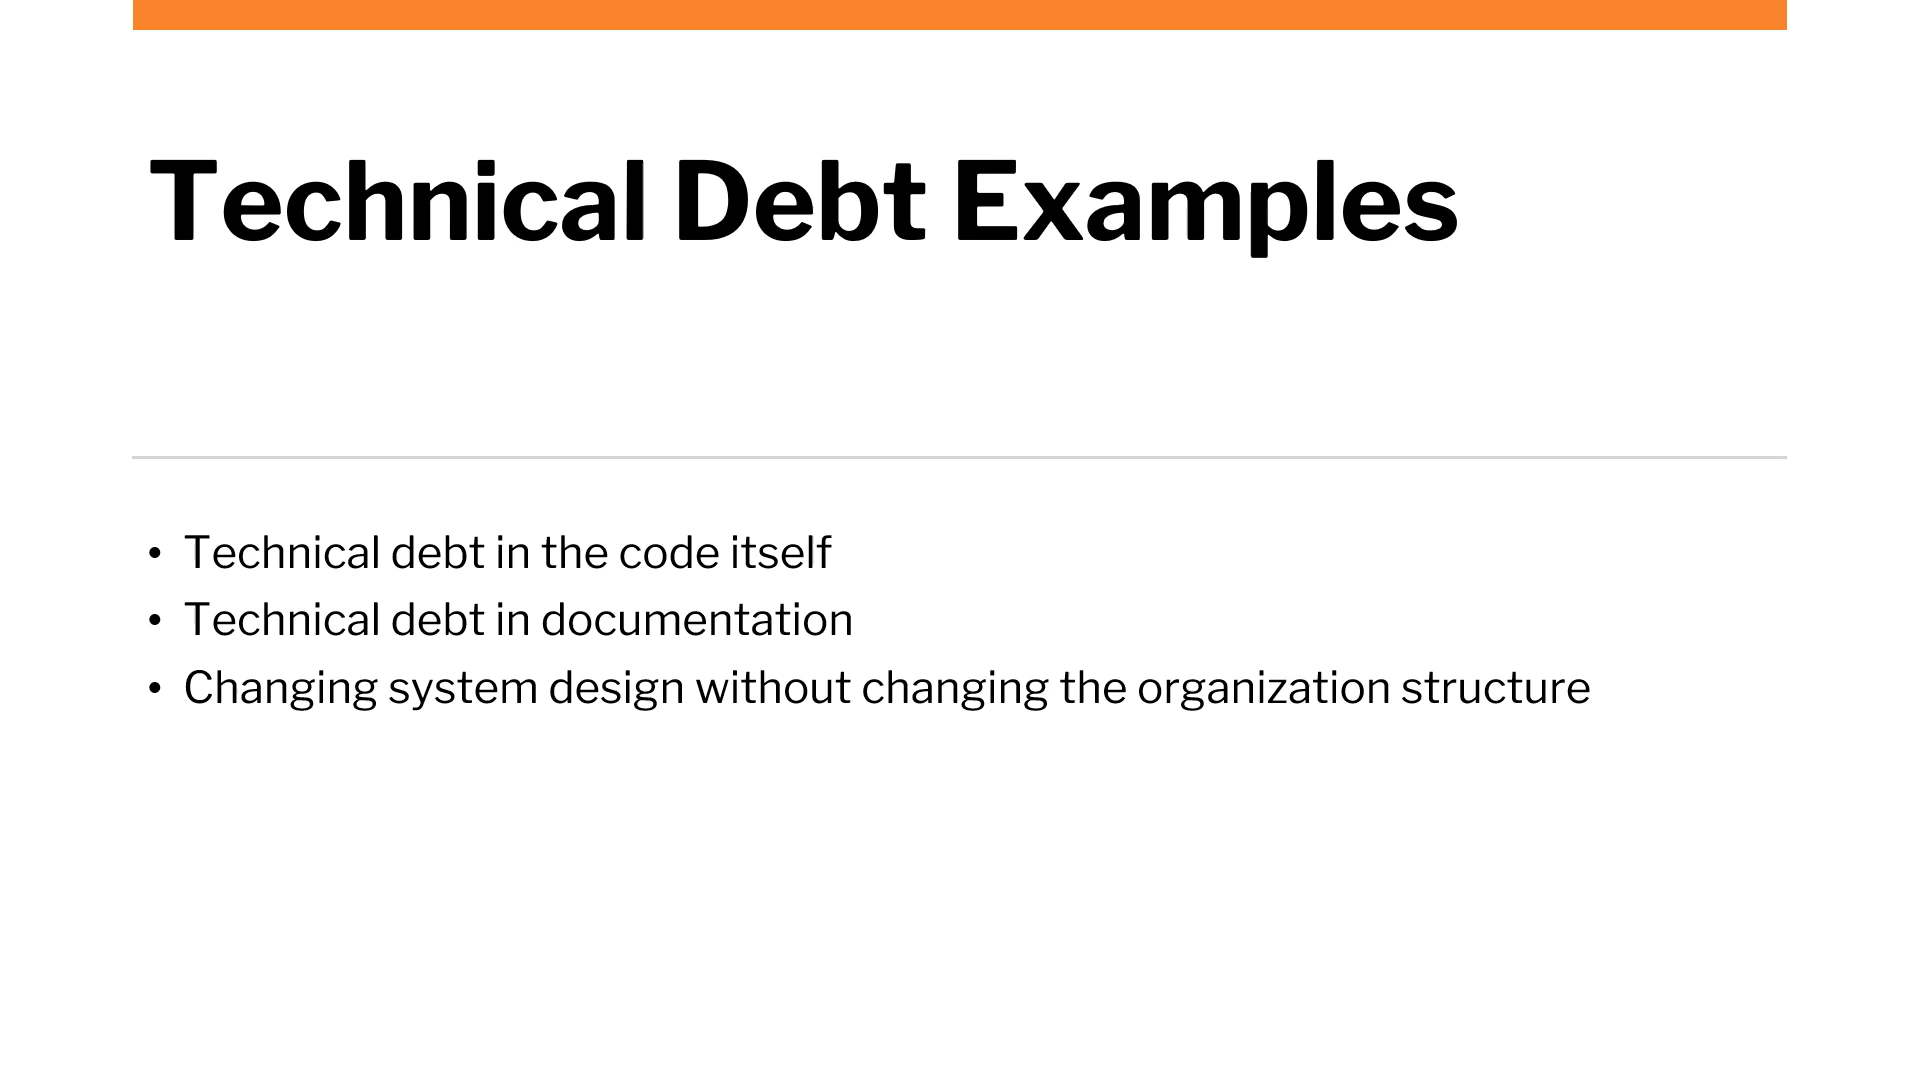 Technical Debt Examples
• Technical debt in the code itself
• Technical debt in documentation
• Changing system design without changing the organization structure